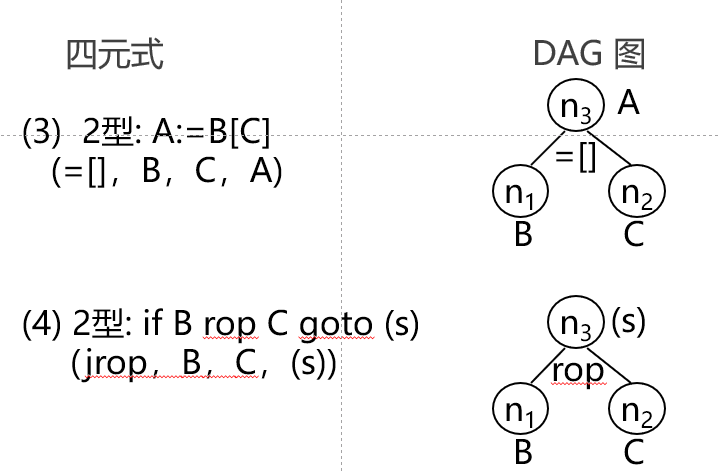 四元式
DAG 图
(3) 2型: A:=B[C]
(=[], B, C, A)
n3 A
=[]
n1 n2
B C
(4) 2型: if B rop C goto (s)
(jrop, B, C, (s))
n3 (s)
rop
n1 n2
B C